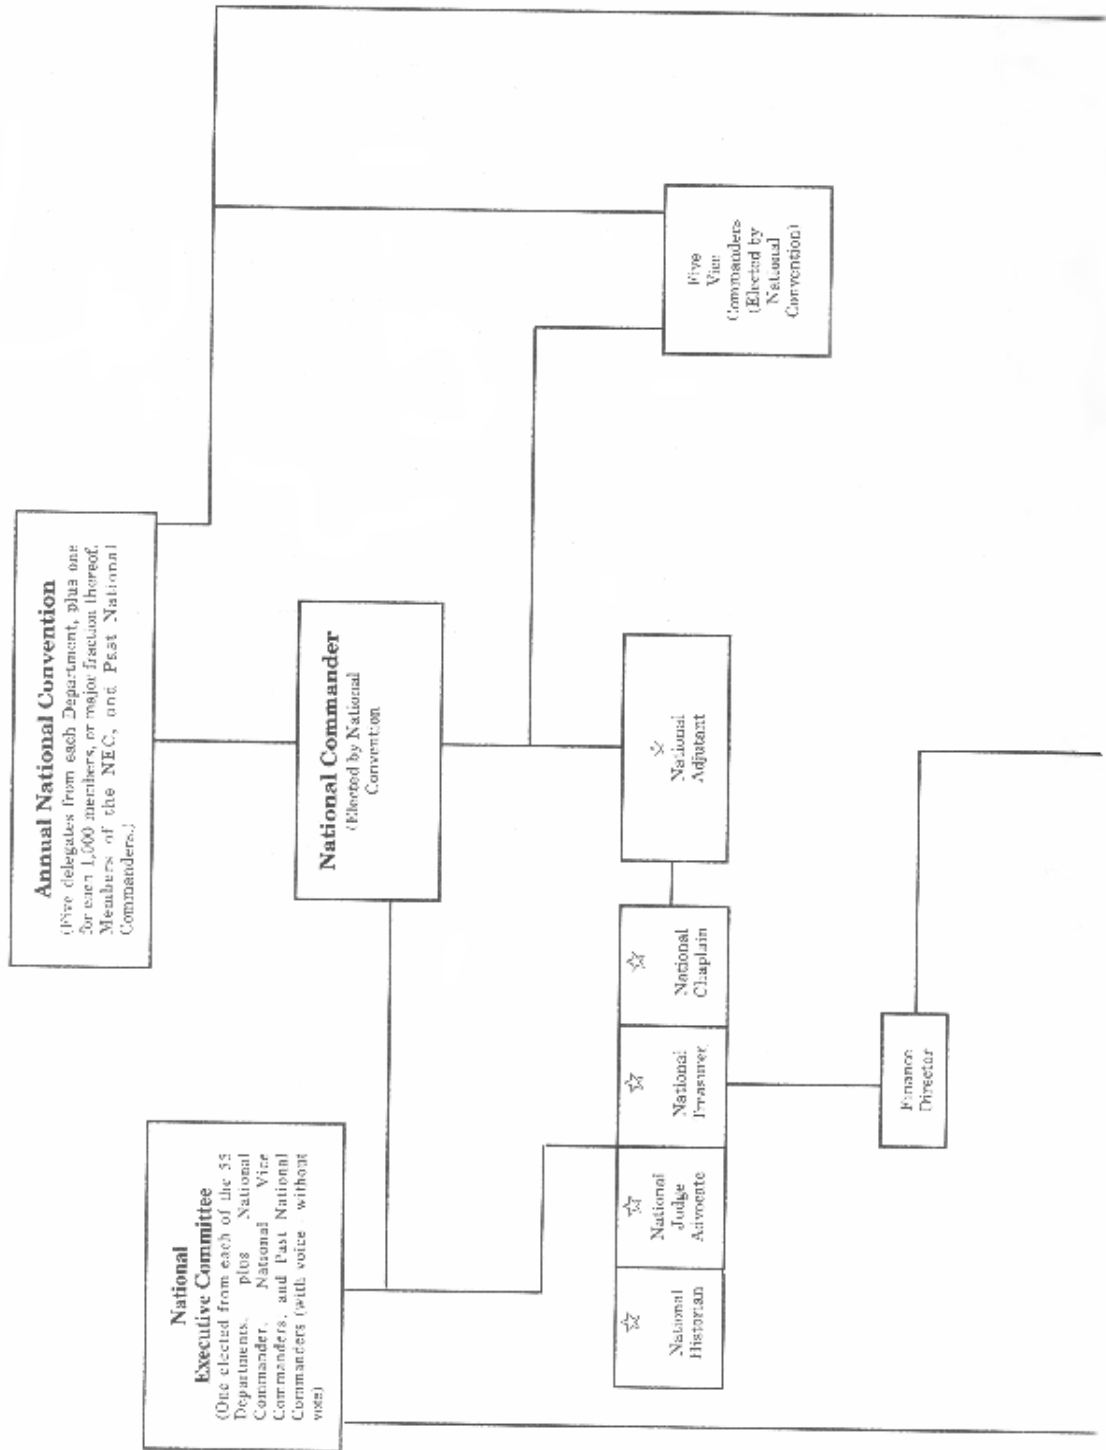 Annual National Convention
(Five delegates from each Department, plus one
for each 1,000 members, or major fraction thereof,
Members of the NEC, and Past National
Commanders.)
National
Executive Committee
(One elected from each of the 55
Departments, plus National
Commander, National Vice
Commanders, and Past National
Commanders (with voice - without
vote)
National Commander
(Elected by National
Convention
Five
Vice
Commanders
(Elected by
National
Convention)
☆
National
Historian
☆
National
Judge
Advocate
☆
National
Treasurer
☆
National
Chaplain
☆
National
Adjutant
Finance
Director